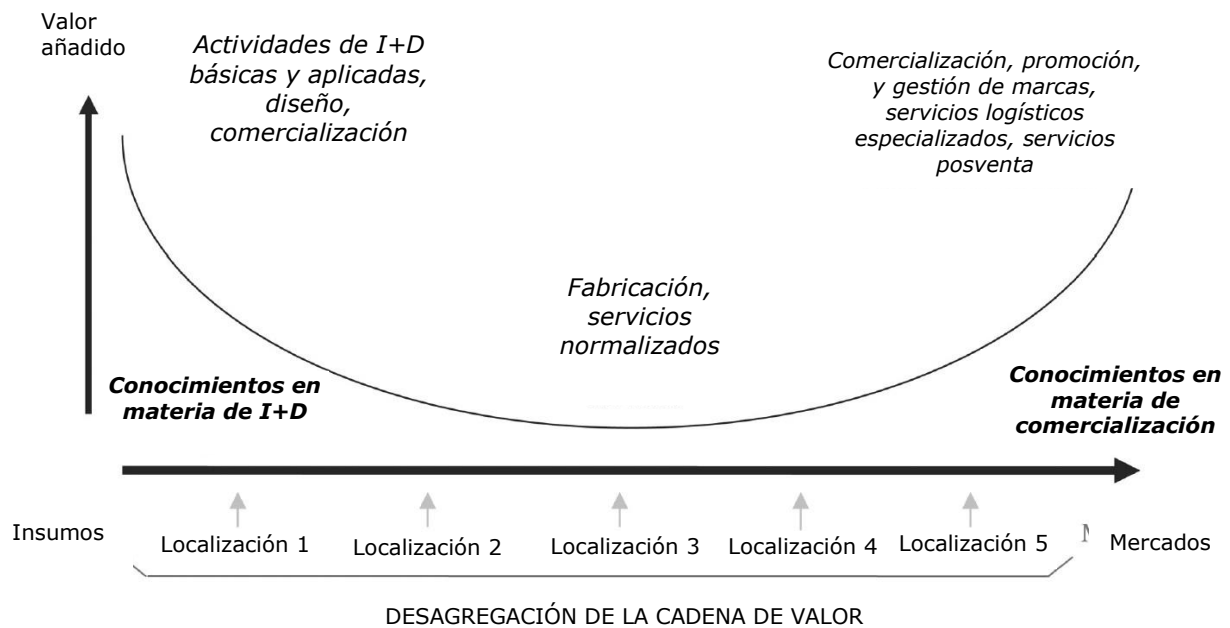 Valor
añadido
Actividades de I+D
básicas y aplicadas,
diseño,
comercialización
Comercialización, promoción,
y gestión de marcas,
servicios logísticos
especializados, servicios
posventa
Fabricación,
servicios
normalizados
Conocimientos en
materia de I+D
Conocimientos en
materia de
comercialización
Insumos
Localización 1
Localización 2
Localización 3
Localización 4
Localización 5
Mercados
DESAGREGACIÓN DE LA CADENA DE VALOR